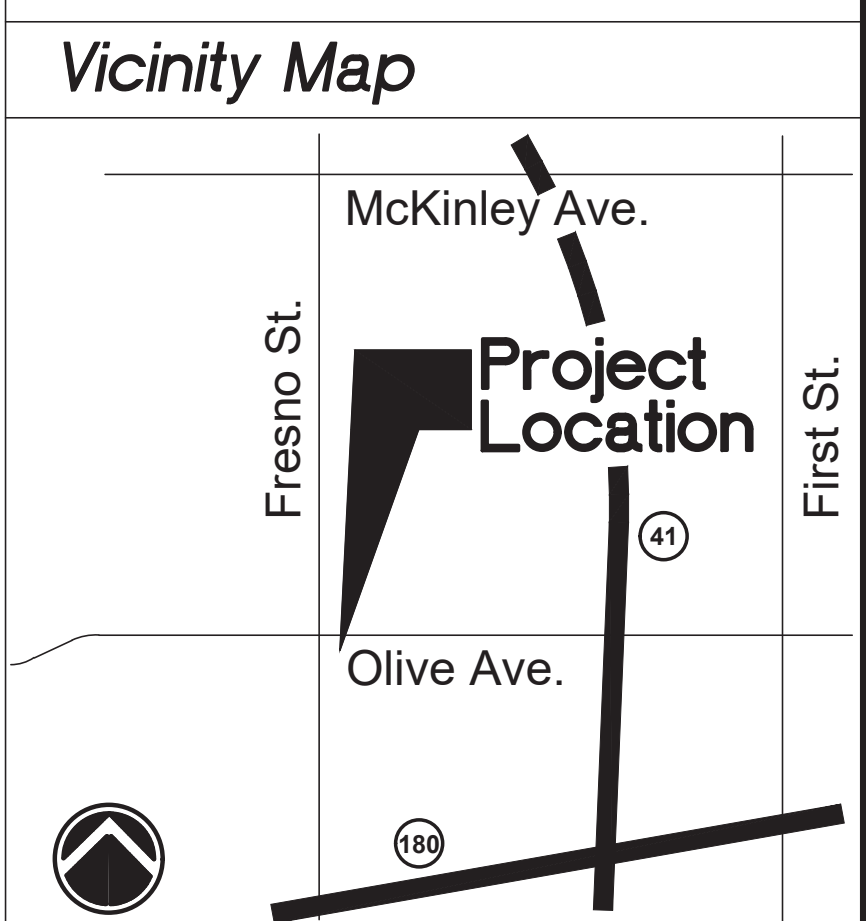 Vicinity Map
McKinley Ave.
Fresno St.
Project
Location
First St.
41
Olive Ave.
180